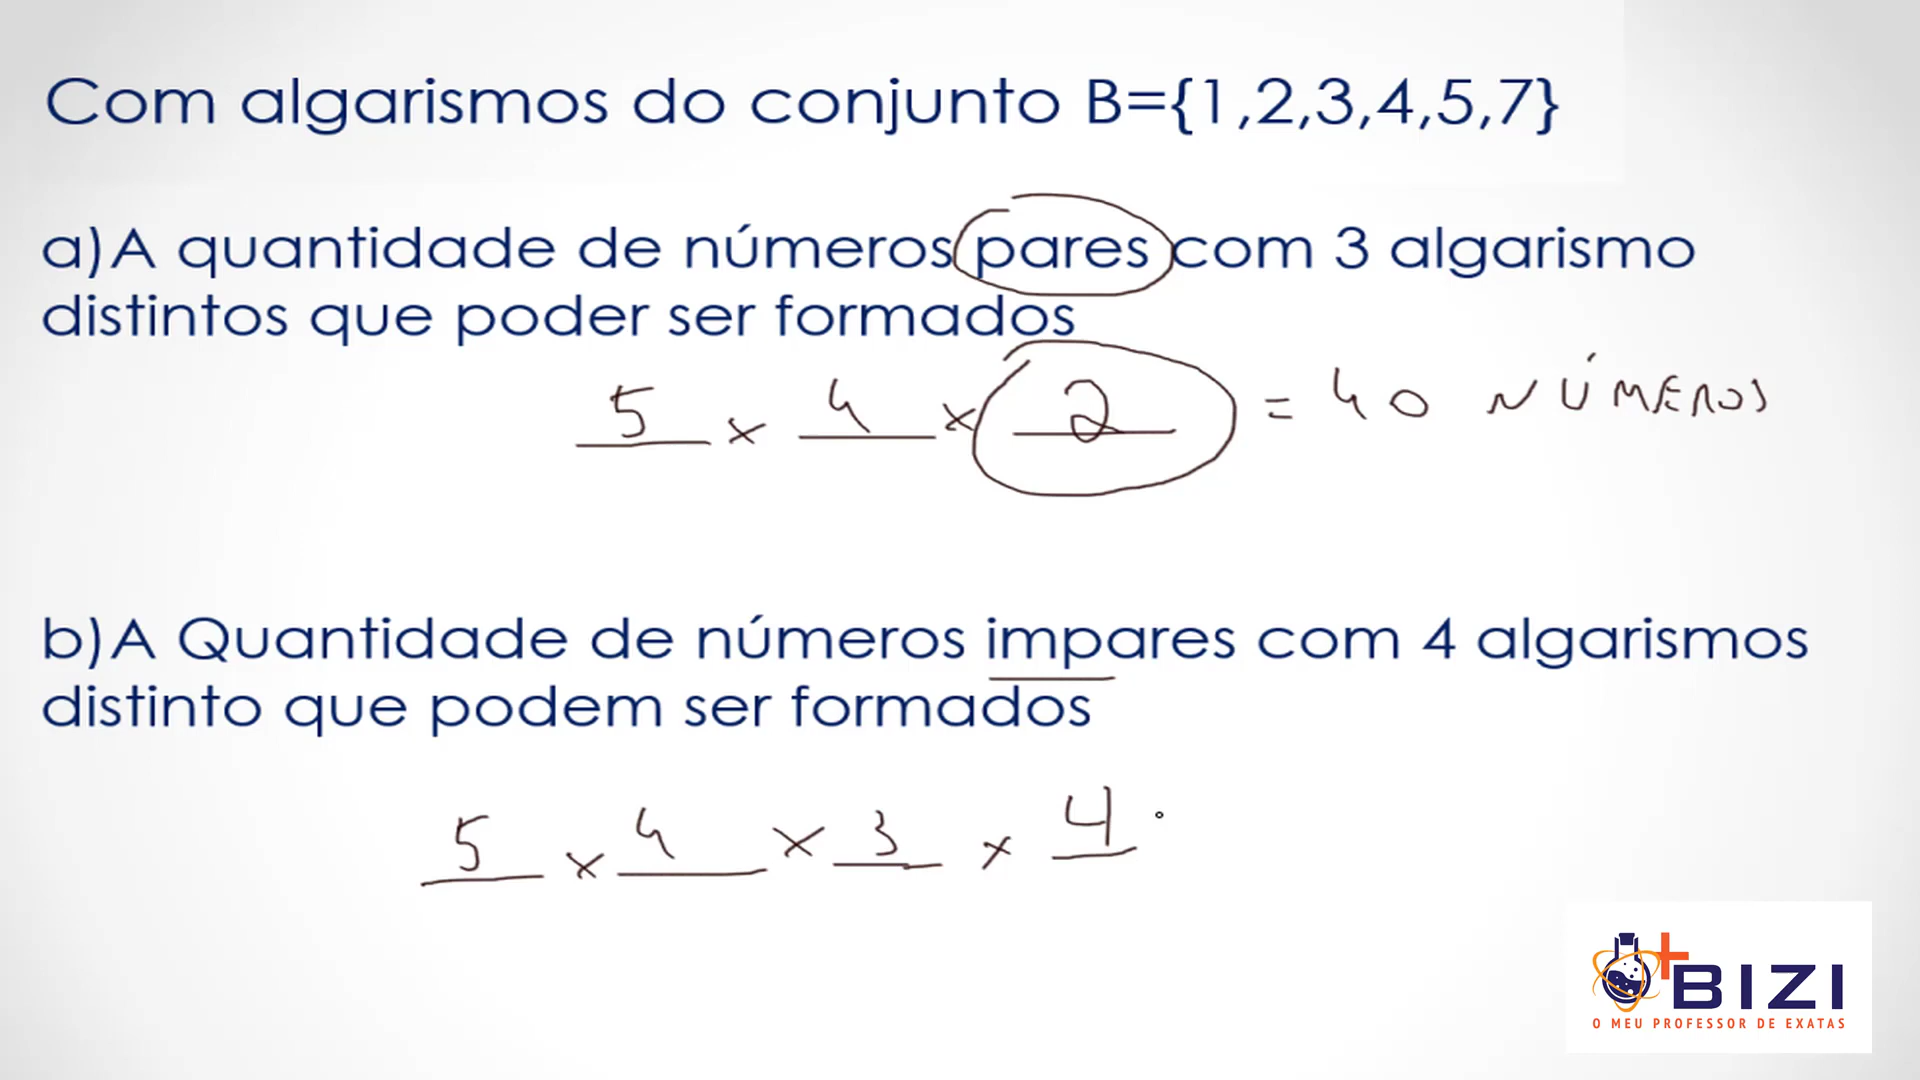 Com algarismos do conjunto B={1,2,3,4,5,7}
a)A quantidade de números pares com 3 algarismo
distintos que poder ser formados
5 x 4 x 2 = 40 NÚMEROS
b)A Quantidade de números impares com 4 algarismos
distinto que podem ser formados
5 x 4 x 3 x 4
+BIZI
O MEU PROFESSOR DE EXATAS